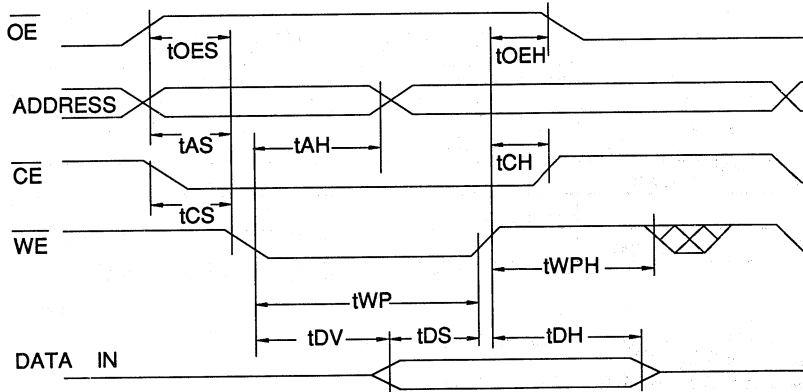 OE
tOES
tOEH
ADDRESS
tAS
tAH
tCH
CE
tCS
WE
tWPH
tWP
tDV
tDS
tDH
DATA IN